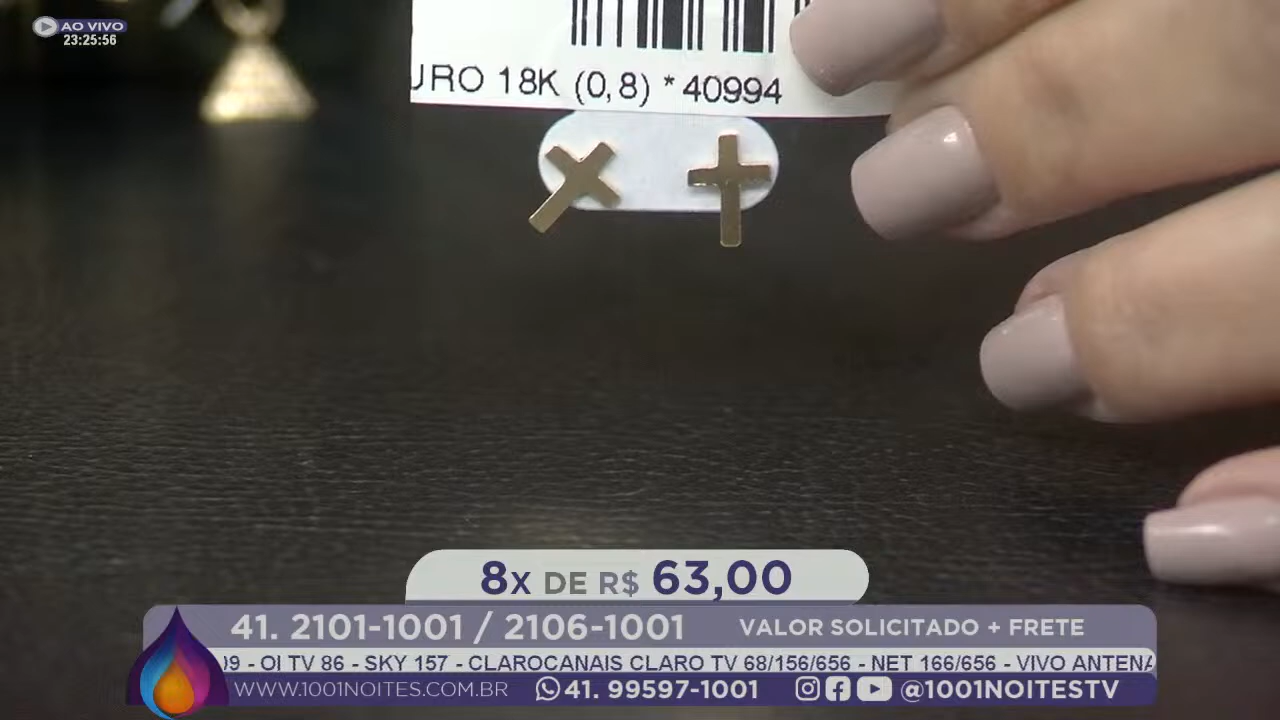 AO VIVO
23:25:56
URO 18K (0,8) *40994
8X DE R$ 63,00
41. 2101-1001 / 2106-1001 VALOR SOLICITADO + FRETE
9 - OI TV 86 - SKY 157 - CLAROCANAIS CLARO TV 68/156/656 - NET 166/656 - VIVO ANTENA
WWW.1001NOITES.COM.BR 41. 99597-1001 @1001NOITESTV